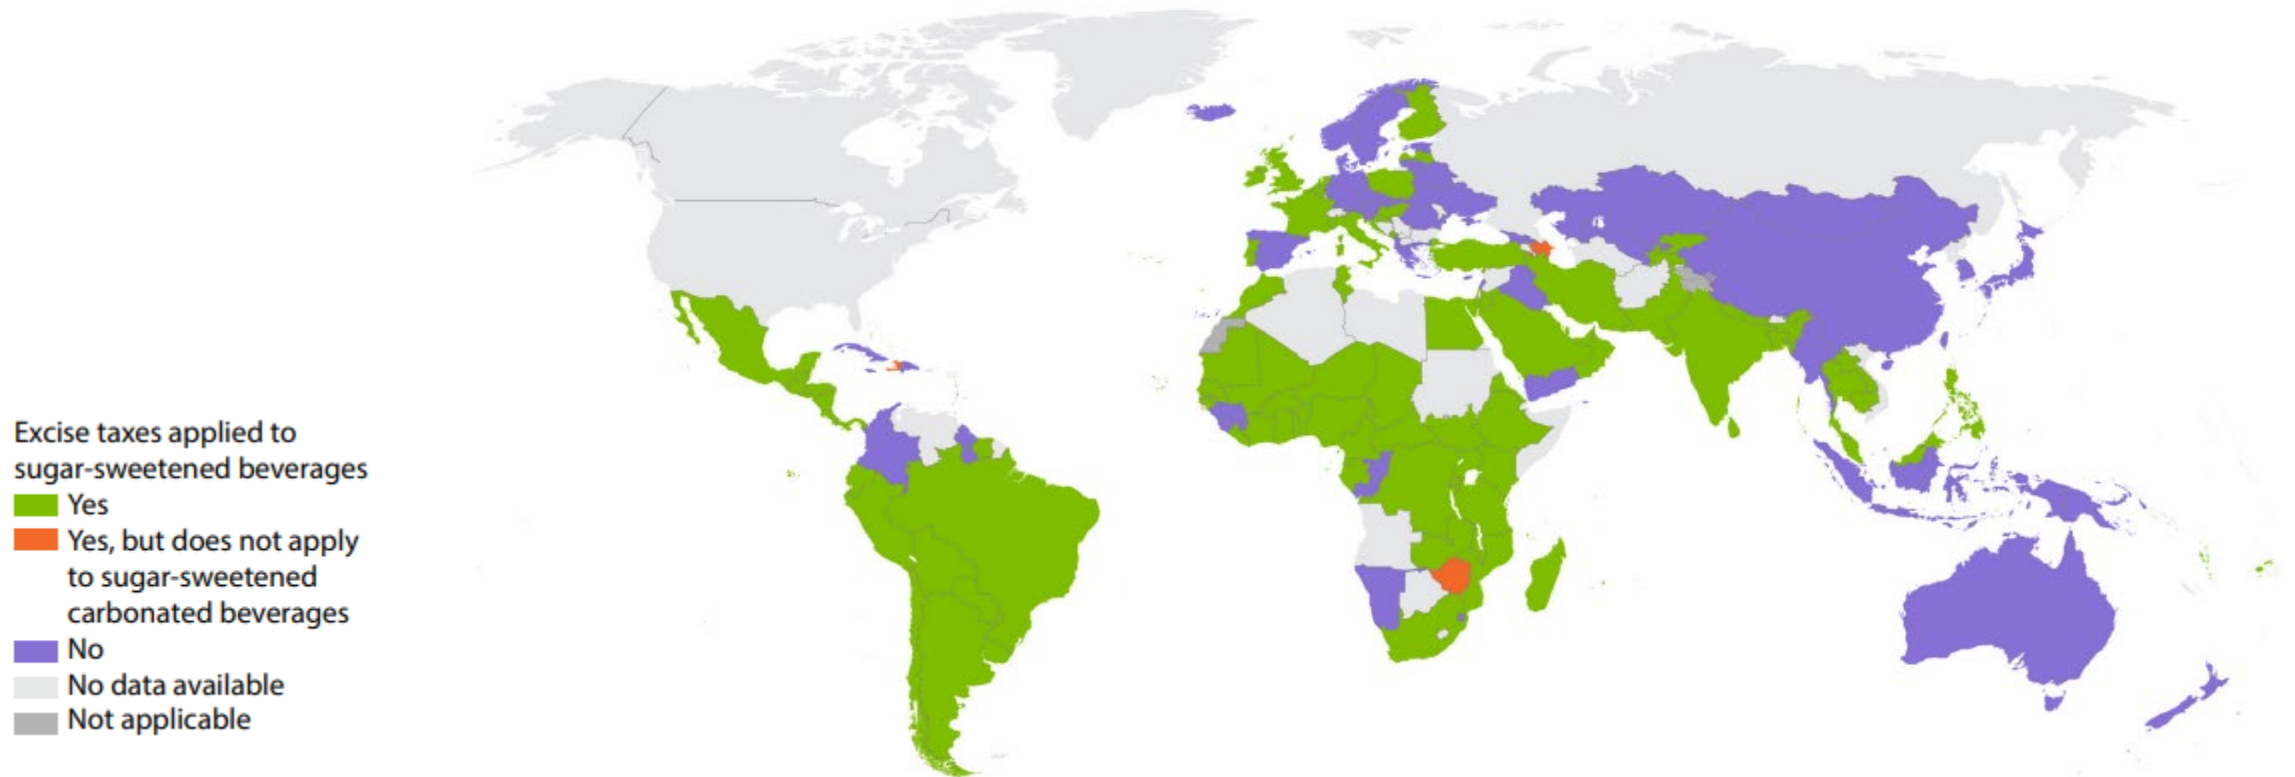 Excise taxes applied to
sugar-sweetened beverages
Yes
Yes, but does not apply
to sugar-sweetened
carbonated beverages
No
No data available
Not applicable